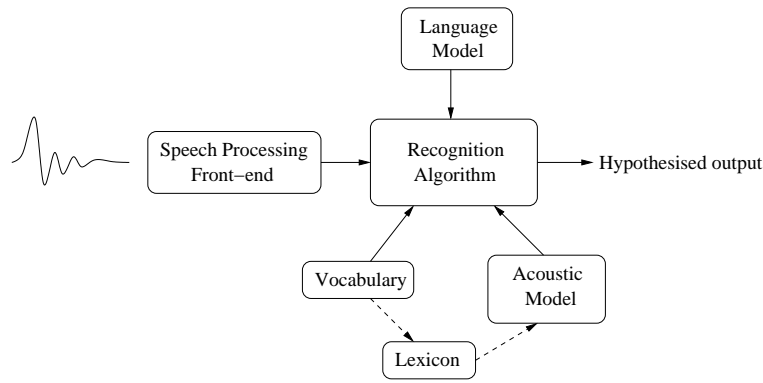 Language
Model
Speech Processing
Front−end
Recognition
Algorithm
Hypothesised output
Vocabulary
Acoustic
Model
Lexicon